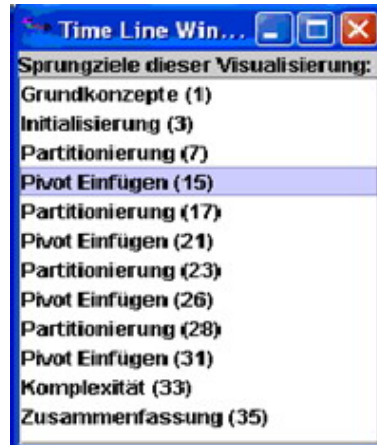 Time Line Win...
Sprungziele dieser Visualisierung:
Grundkonzepte (1)
Initialisierung (3)
Partitionierung (7)
Pivot Einfügen (15)
Partitionierung (17)
Pivot Einfügen (21)
Partitionierung (23)
Pivot Einfügen (26)
Partitionierung (28)
Pivot Einfügen (31)
Komplexität (33)
Zusammenfassung (35)